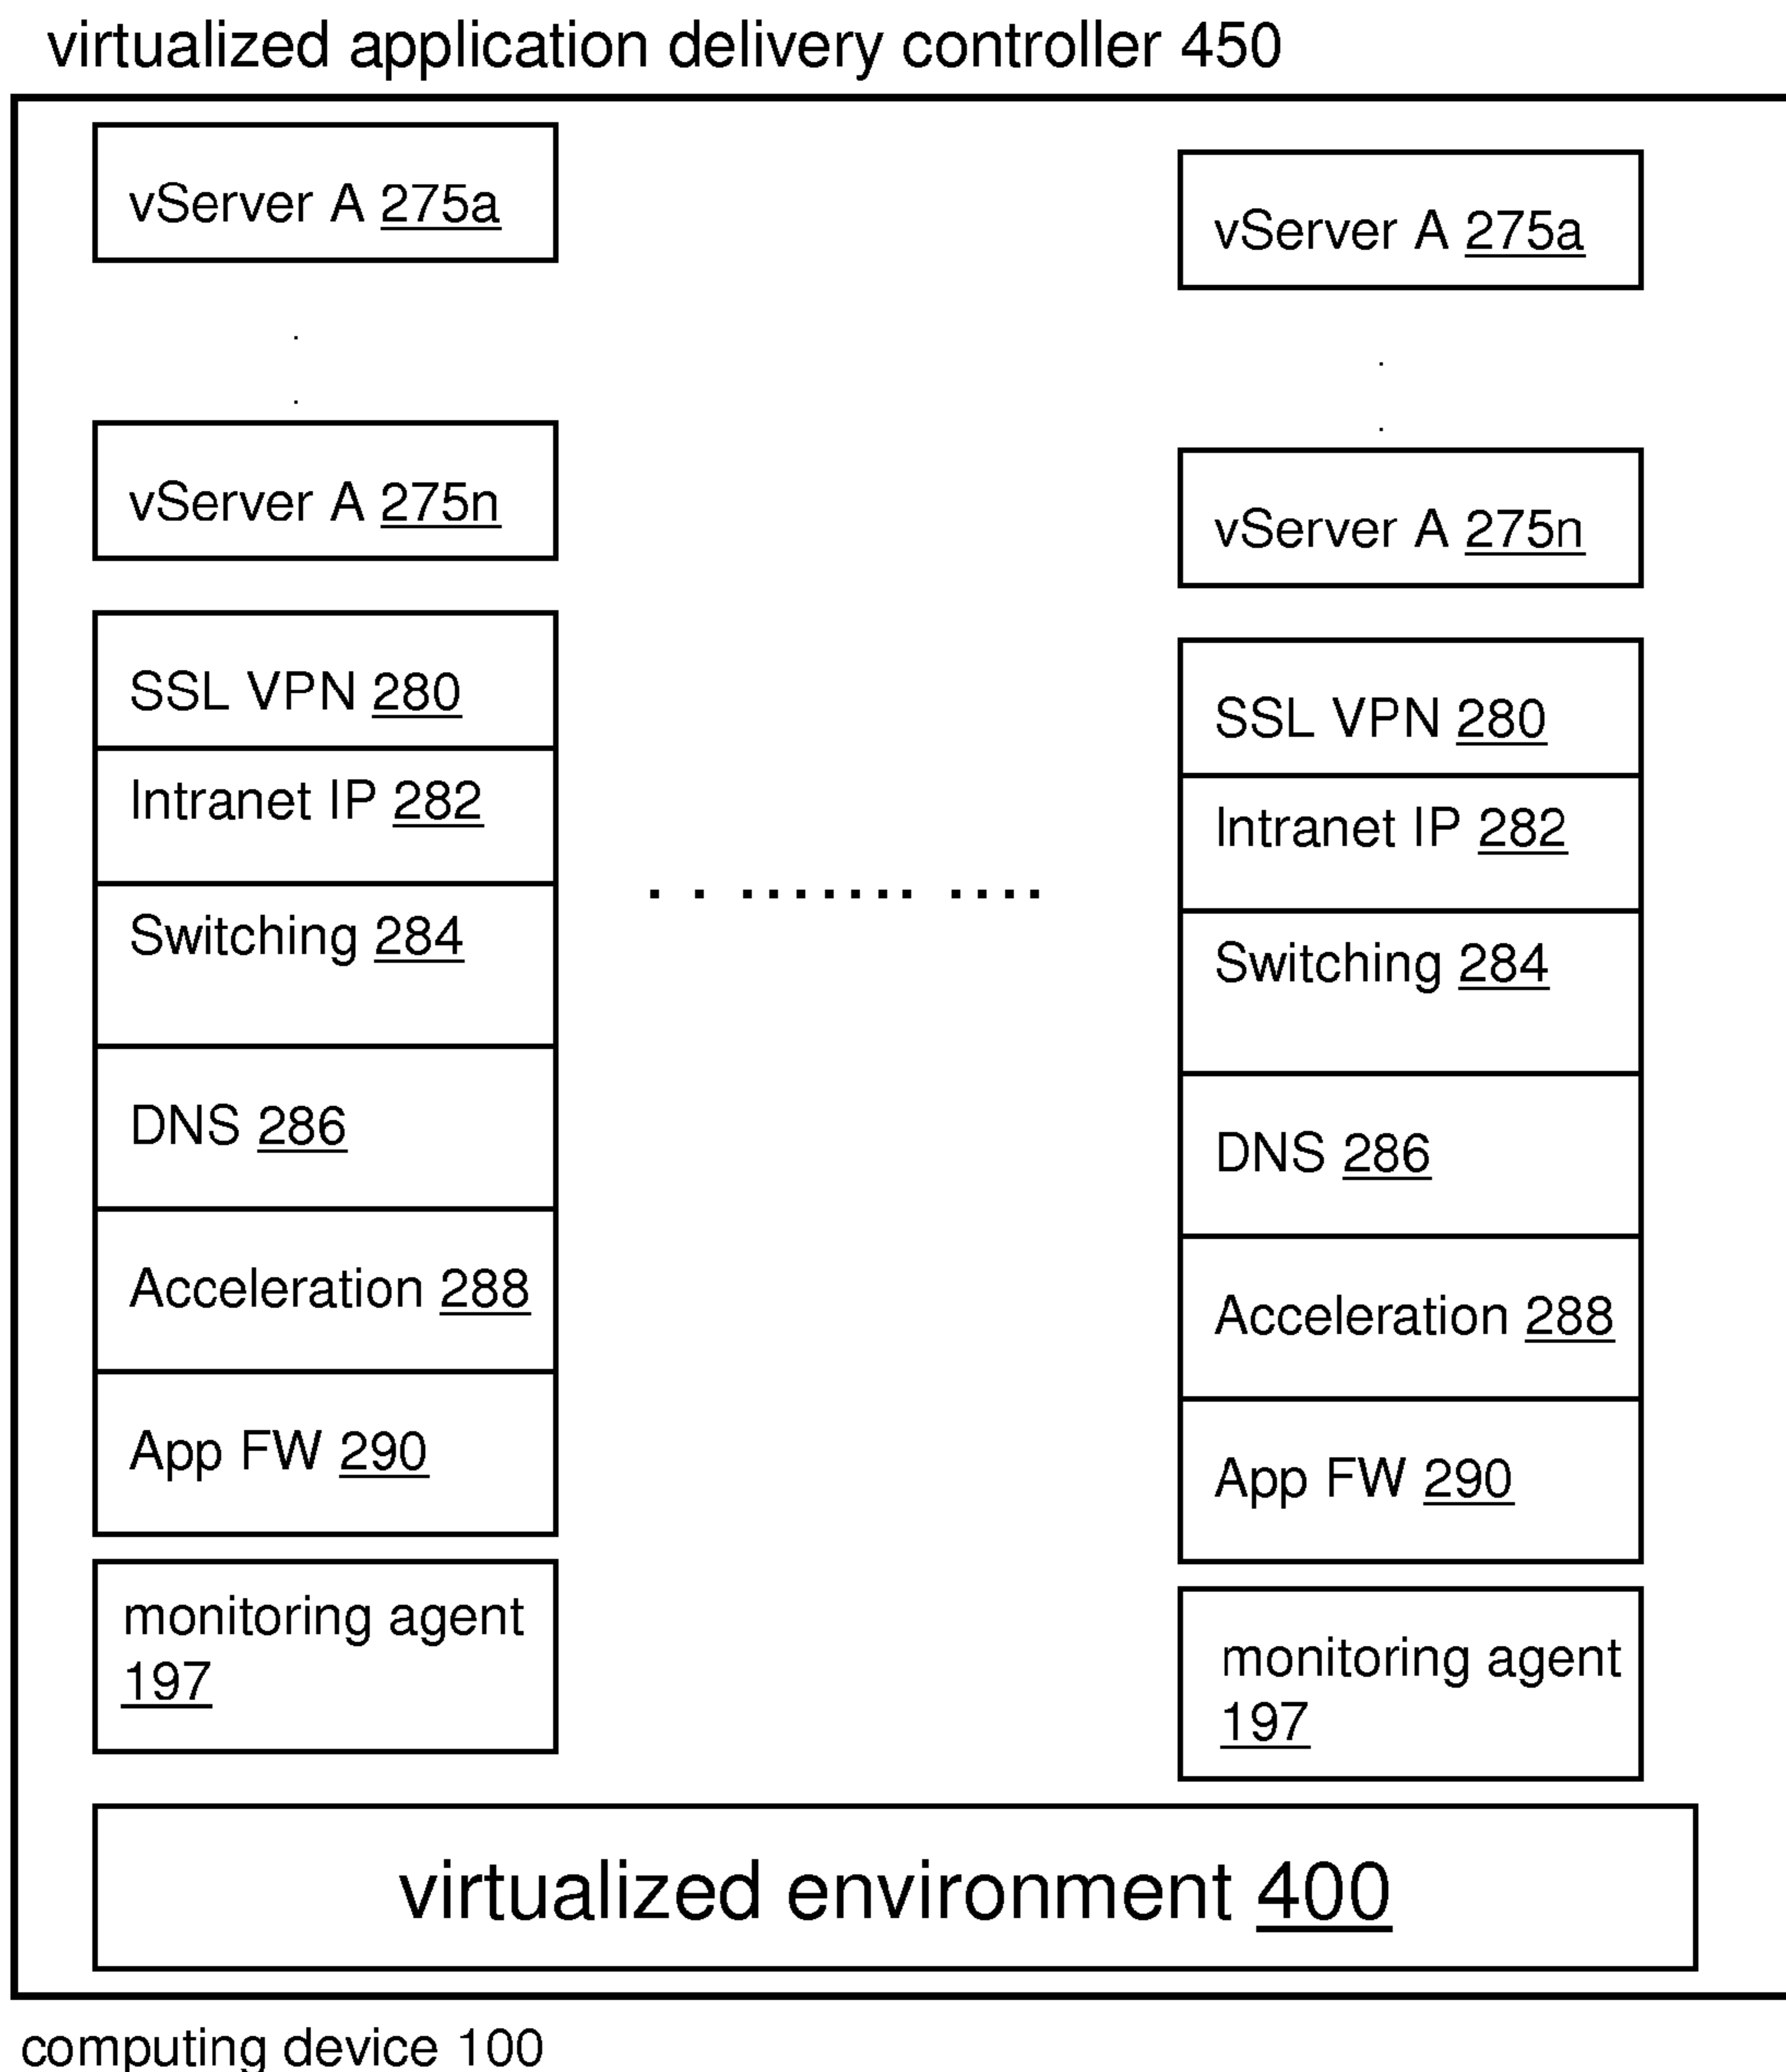 virtualized application delivery controller 450
vServer A 275a
vServer A 275n
SSL VPN 280
Intranet IP 282
Switching 284
DNS 286
Acceleration 288
App FW 290
monitoring agent
197
vServer A 275a
vServer A 275n
SSL VPN 280
Intranet IP 282
Switching 284
DNS 286
Acceleration 288
App FW 290
monitoring agent
197
virtualized environment 400
computing device 100